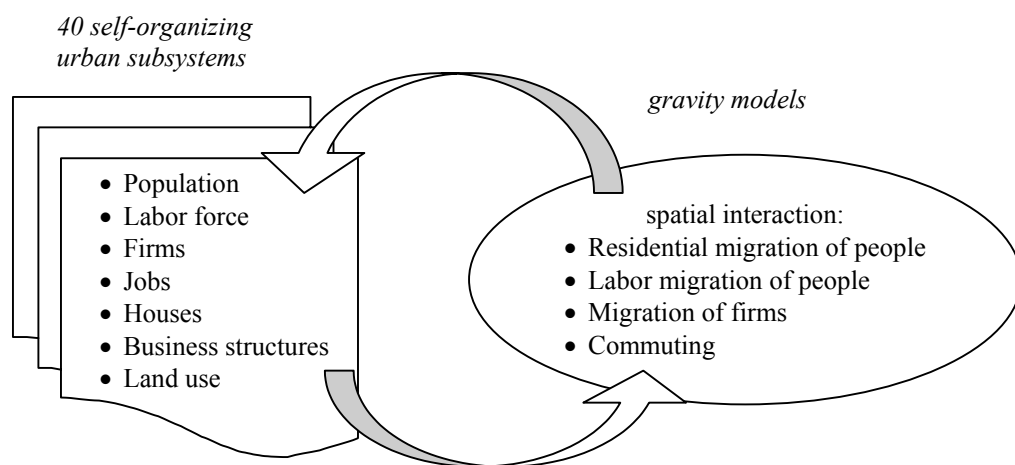 40 self-organizing
urban subsystems
• Population
• Labor force
• Firms
• Jobs
• Houses
• Business structures
• Land use
gravity models
spatial interaction:
• Residential migration of people
• Labor migration of people
• Migration of firms
• Commuting